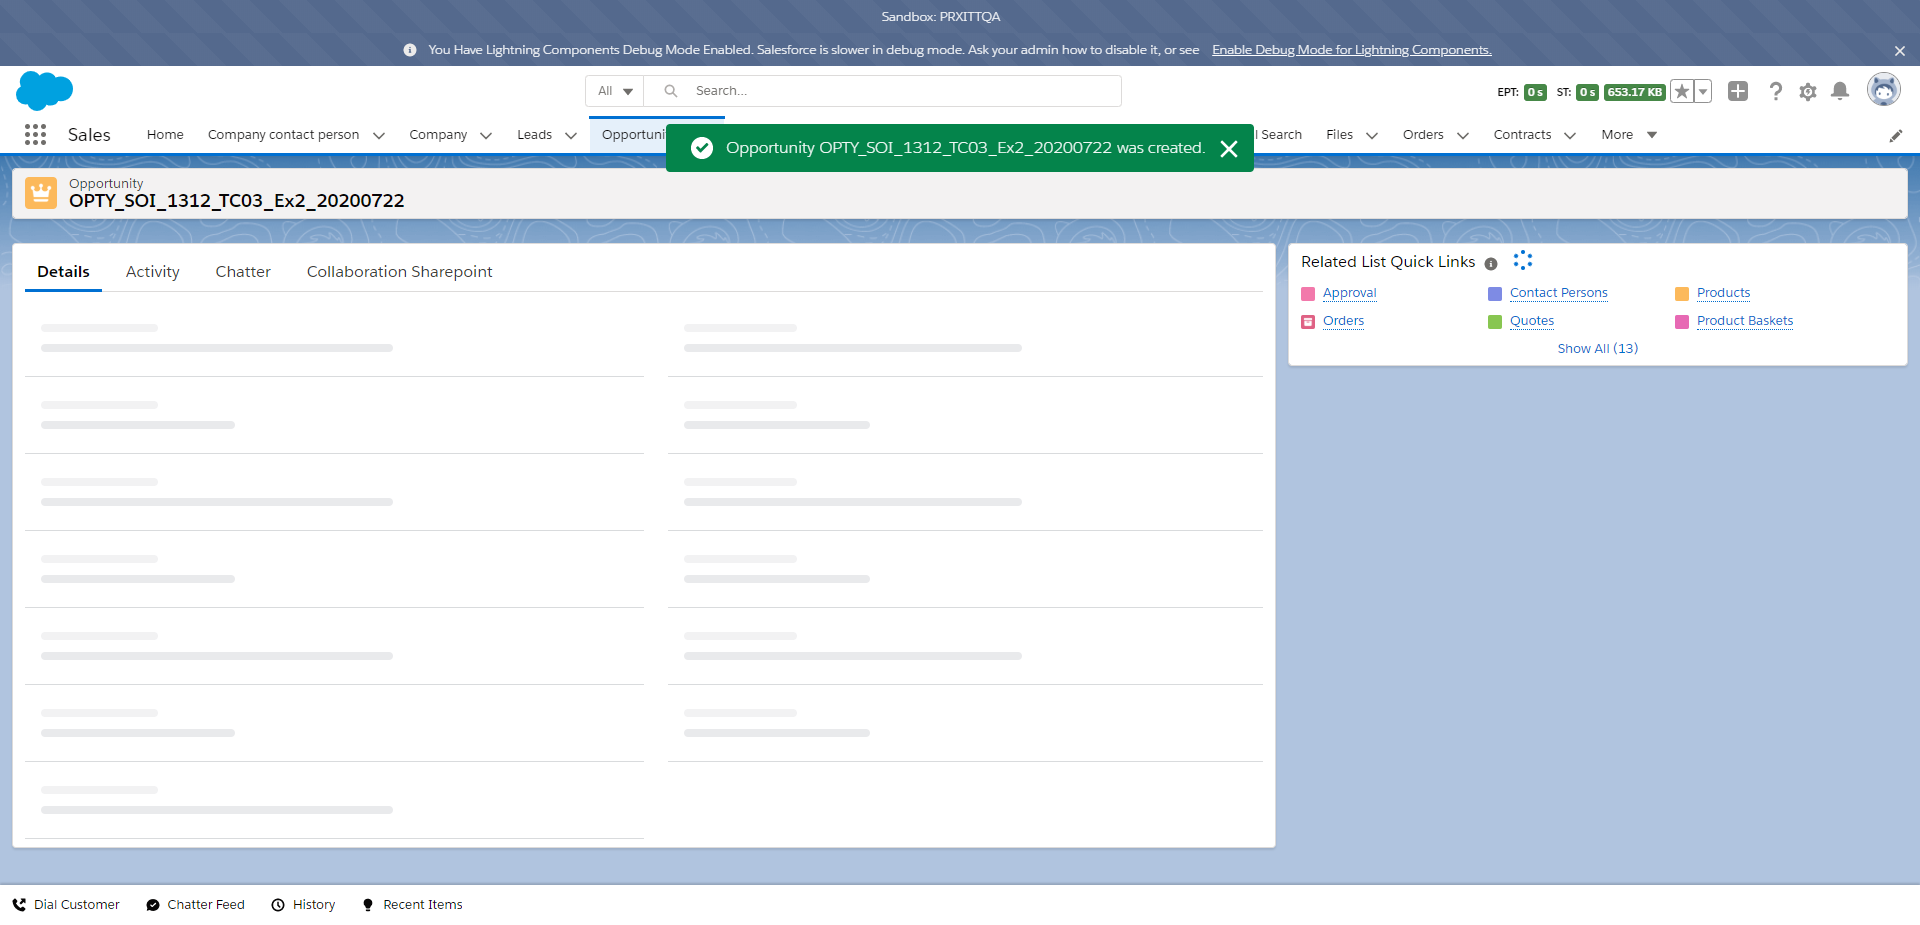 Sandbox: PRXITTQA
You Have Lightning Components Debug Mode Enabled. Salesforce is slower in debug mode. Ask your admin how to disable it, or see Enable Debug Mode for Lightning Components.
All Search...
EPT: 0 s ST: 0 s 653.17 KB
Sales Home Company contact person Company Leads Opportuni l Search Files Orders Contracts More
Opportunity OPTY_SOI_1312_TC03_Ex2_20200722 was created.
Opportunity
OPTY_SOI_1312_TC03_Ex2_20200722
Details Activity Chatter Collaboration Sharepoint
Related List Quick Links
Approval Contact Persons Products
Orders Quotes Product Baskets
Show All (13)
Dial Customer Chatter Feed History Recent Items